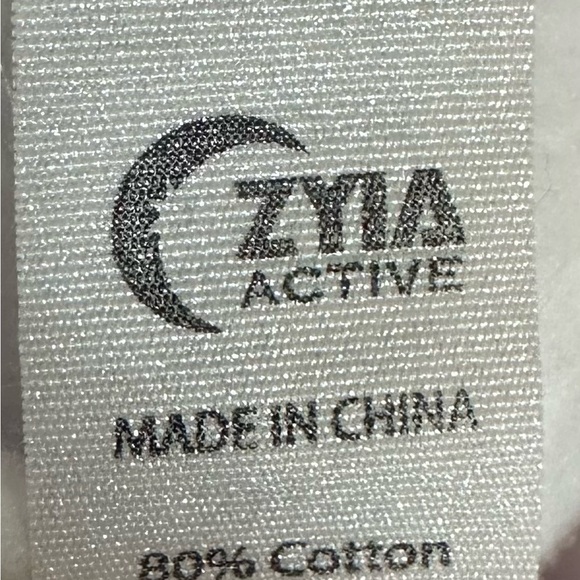 ZYIA
ACTIVE
MADE IN CHINA
80% Cotton